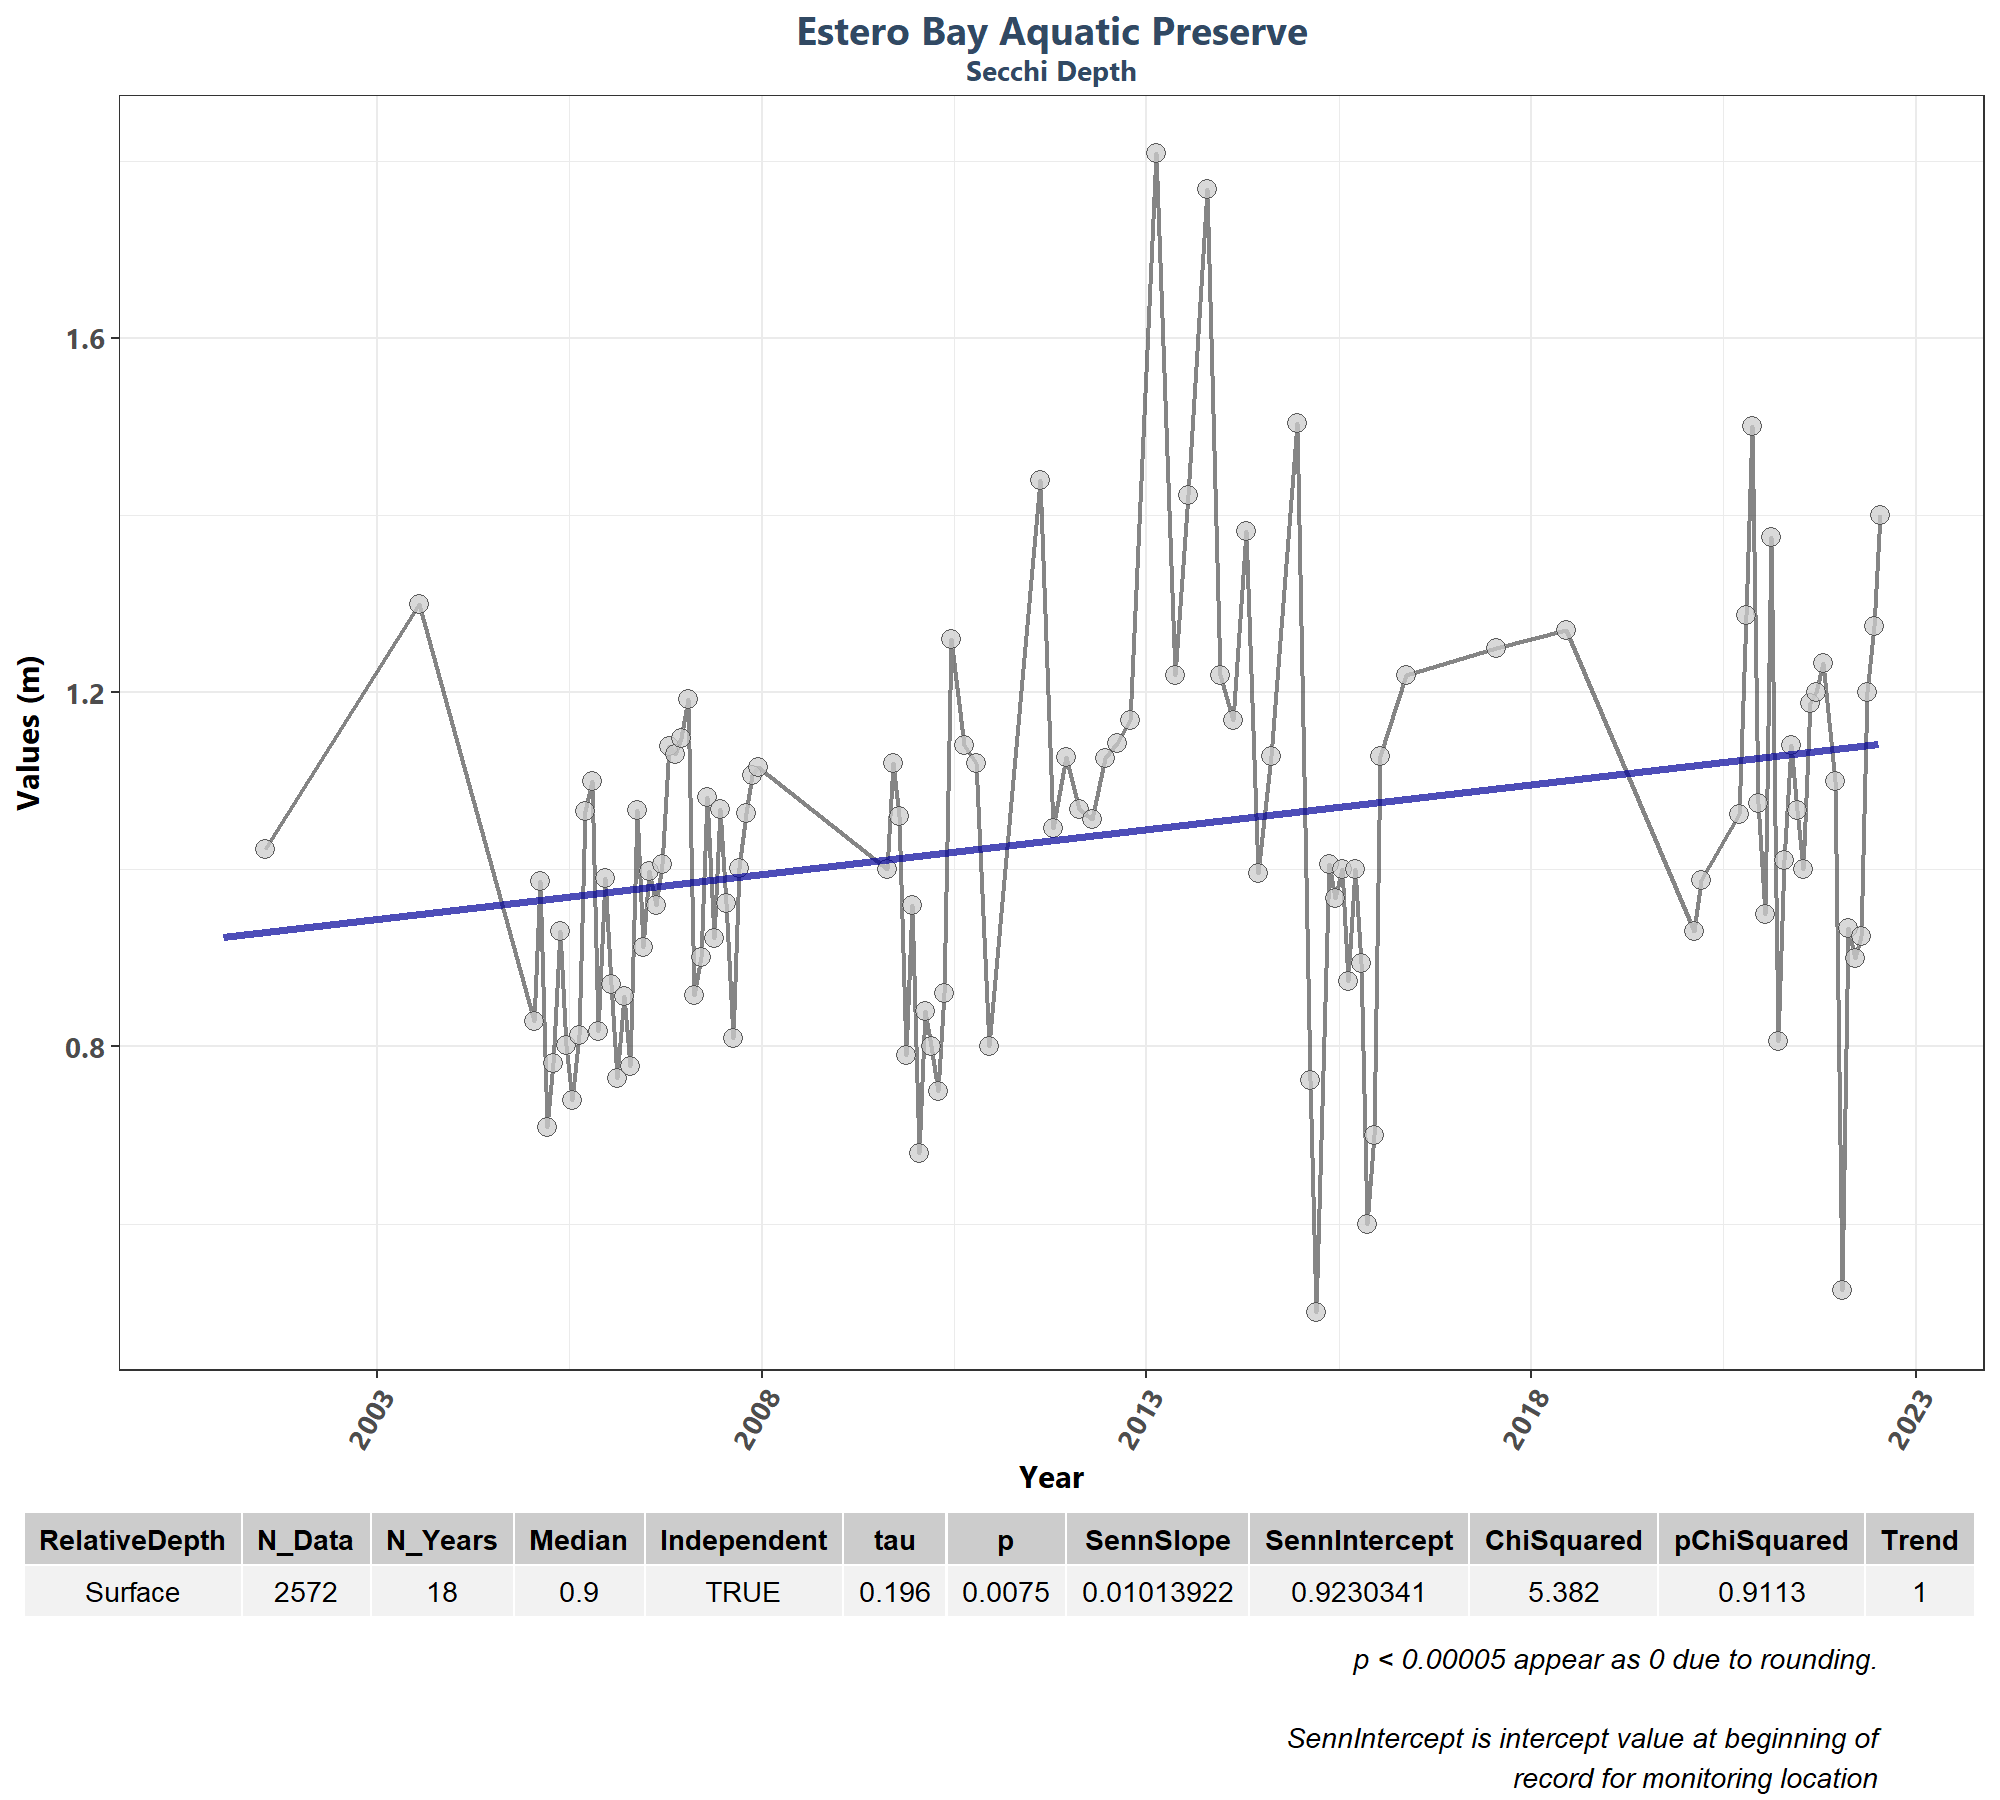 Estero Bay Aquatic Preserve
Secchi Depth
Values (m)
1.6
1.2
0.8
2003 2008 2013 2018 2023
Year
RelativeDepth N_Data N_Years Median Independent tau p SennSlope SennIntercept ChiSquared pChiSquared Trend
Surface 2572 18 0.9 TRUE 0.196 0.0075 0.01013922 0.9230341 5.382 0.9113 1
p < 0.00005 appear as 0 due to rounding.
SennIntercept is intercept value at beginning of
record for monitoring location